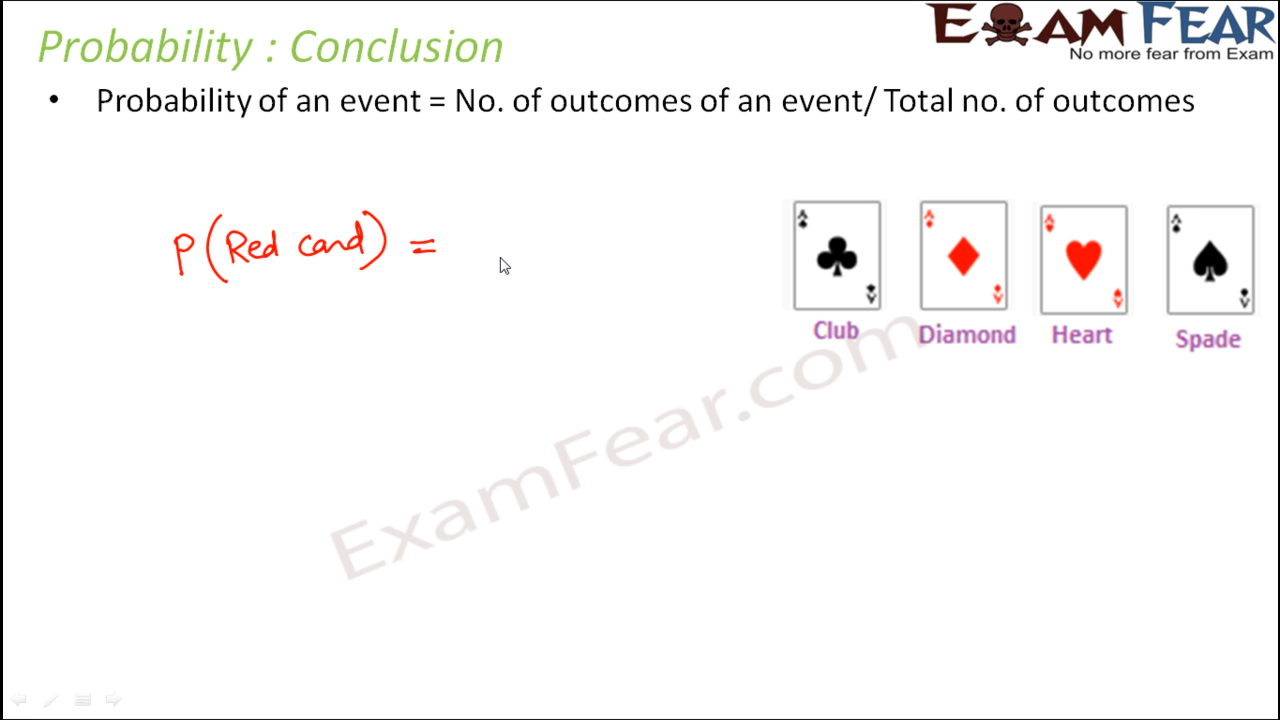 Probability : Conclusion
EXAM FEAR
No more fear from Exam
• Probability of an event = No. of outcomes of an event/ Total no. of outcomes
P(Red card) =
A A A A
A A A A
Club Diamond Heart Spade
ExamFear.com